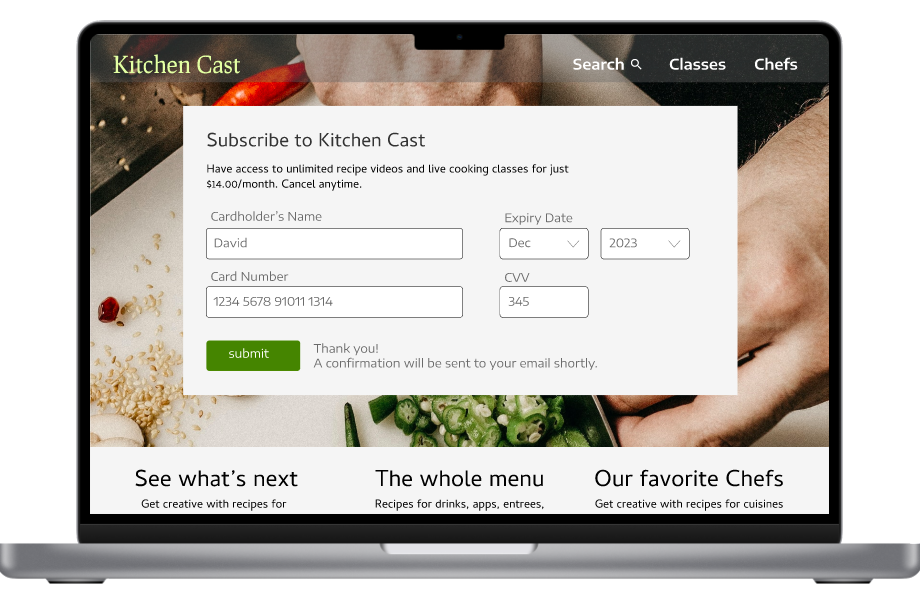 Kitchen Cast
Search Classes Chefs
Subscribe to Kitchen Cast
Have access to unlimited recipe videos and live cooking classes for just
$14.00/month. Cancel anytime.
Cardholder’s Name
Expiry Date
David
Dec
2023
Card Number
CVV
1234 5678 91011 1314
345
submit
Thank you!
A confirmation will be sent to your email shortly.
See what’s next
The whole menu
Our favorite Chefs
Get creative with recipes for
Recipes for drinks, apps, entrees,
Get creative with recipes for cuisines